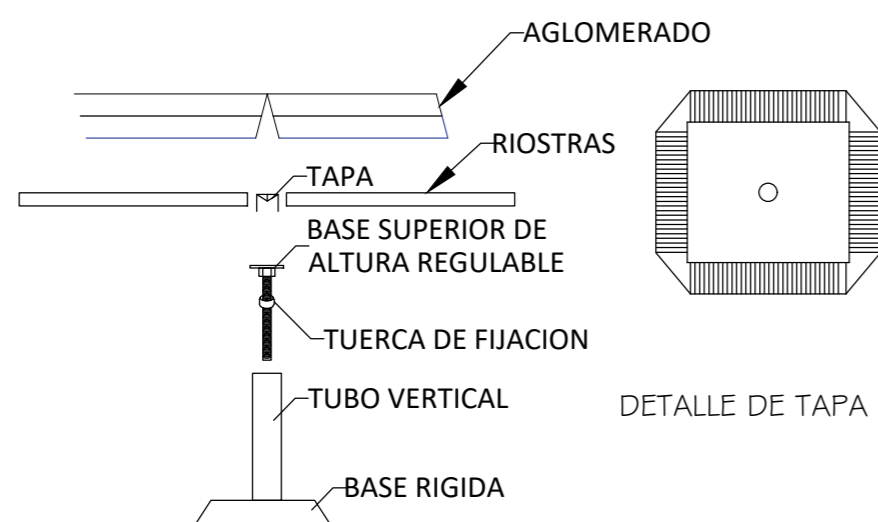 AGLOMERADO
RIOSTRAS
TAPA
BASE SUPERIOR DE
ALTURA REGULABLE
TUERCA DE FIJACION
TUBO VERTICAL
DETALLE DE TAPA
BASE RIGIDA